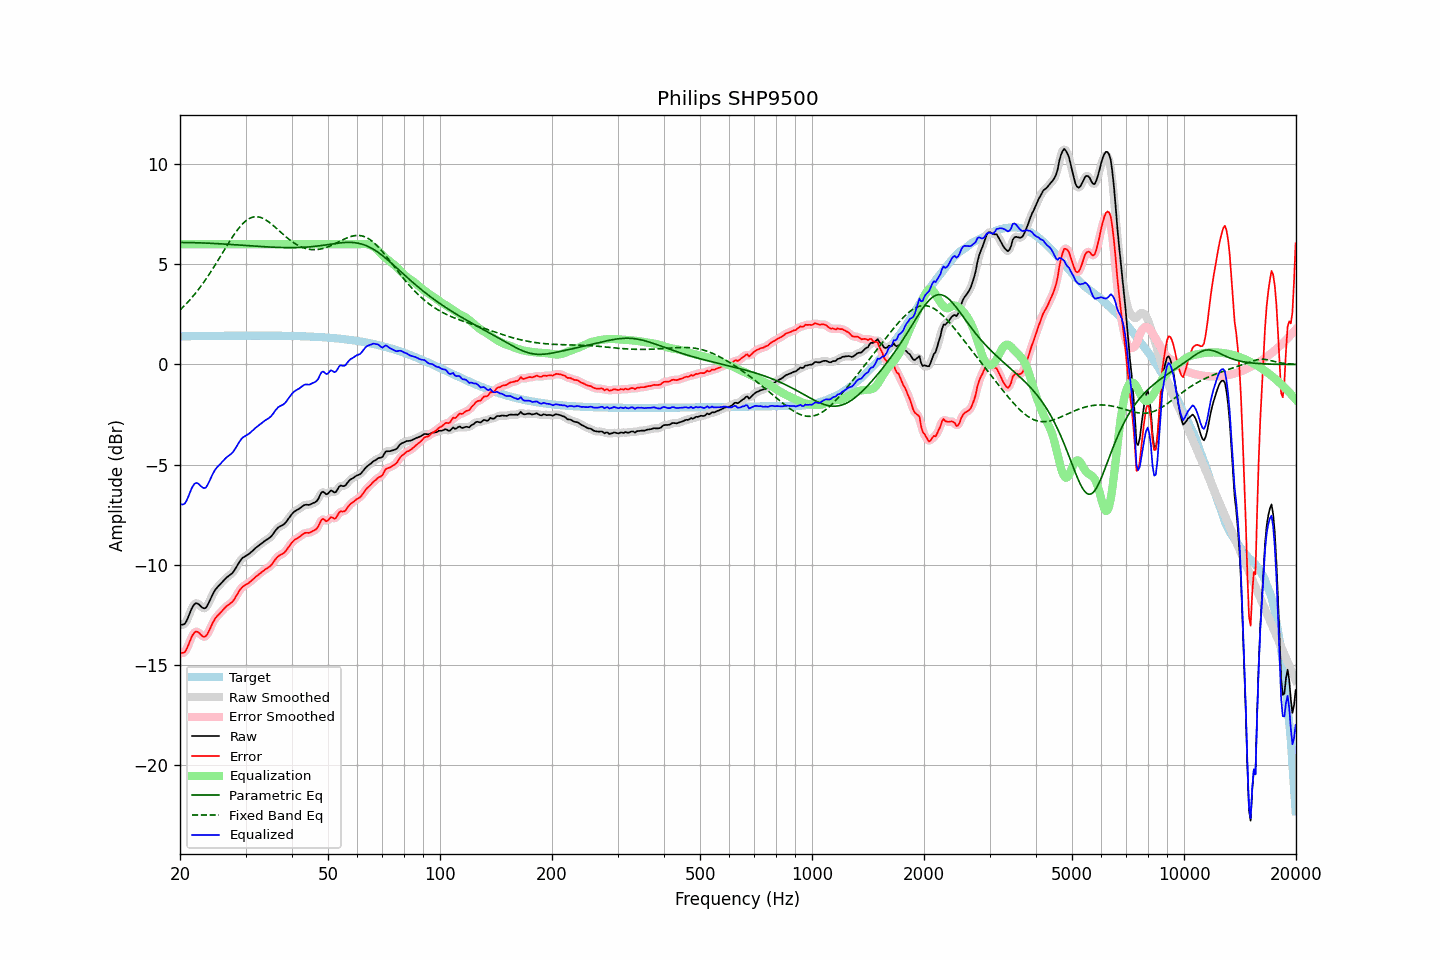 Philips SHP9500
Amplitude (dBr)
10
5
0
−5
−10
−15
−20
Target
Raw Smoothed
Error Smoothed
Raw
Error
Equalization
Parametric Eq
Fixed Band Eq
Equalized
20 50 100 200 500 1000 2000 5000 10000 20000
Frequency (Hz)